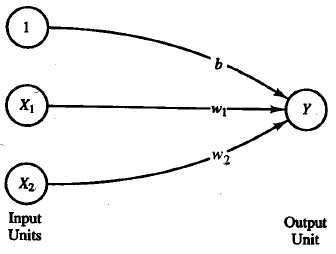 1
b
X₁
w₁
Y
w₂
X₂
Input
Units
Output
Unit